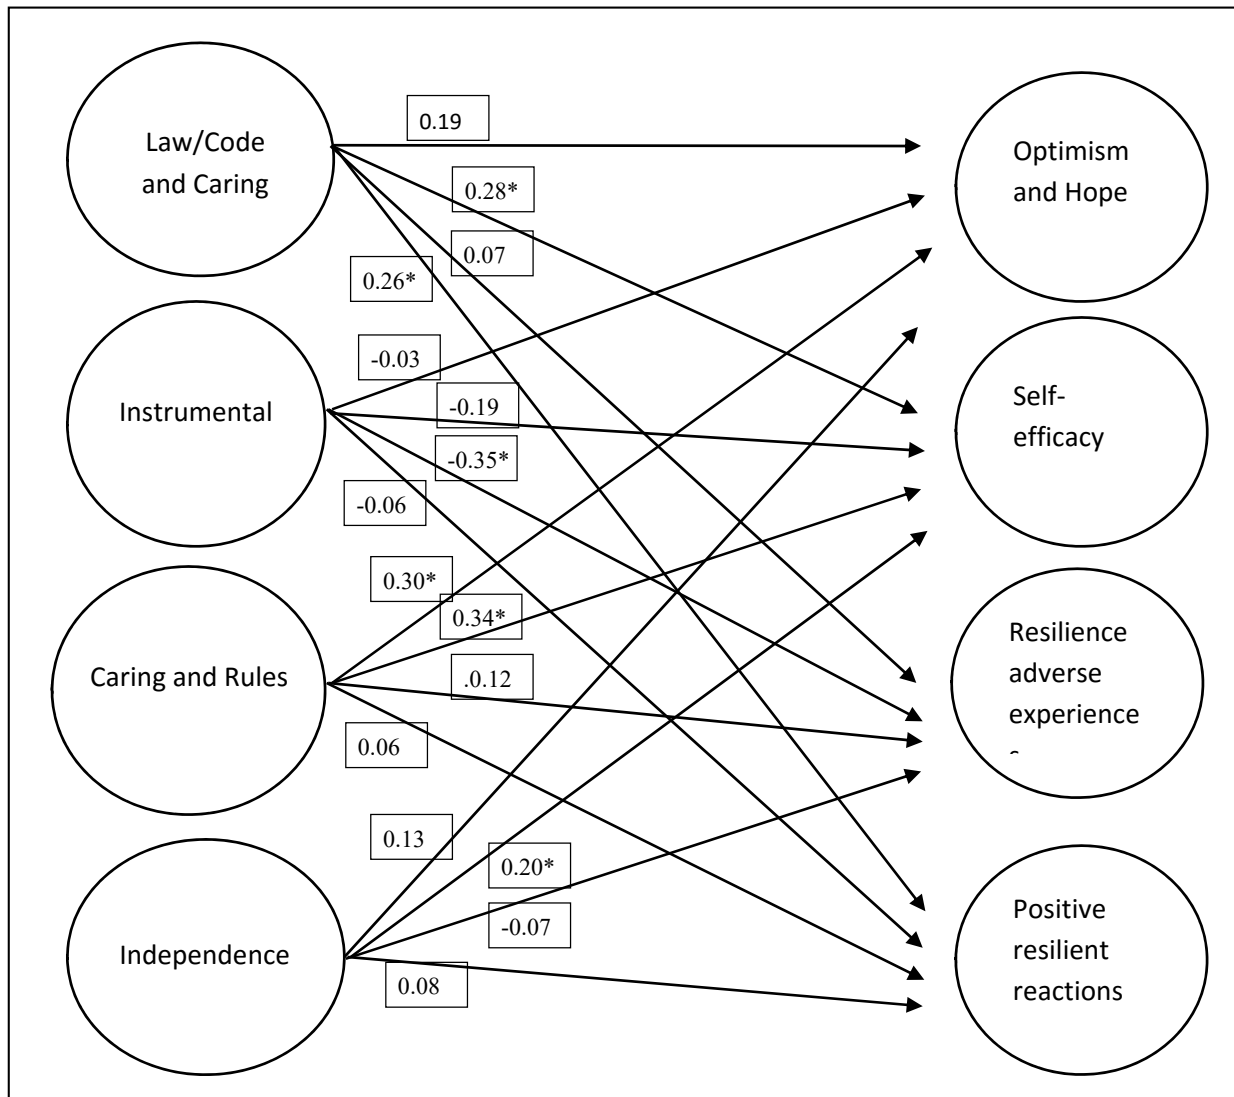 Law/Code
and Caring
0.19
0.28*
0.07
0.26*
Optimism
and Hope
Instrumental
-0.03
-0.19
-0.35*
-0.06
Self-
efficacy
Caring and Rules
0.30*
0.34*
.0.12
0.06
Resilience
adverse
experience
s
Independence
0.13
0.20*
-0.07
0.08
Positive
resilient
reactions